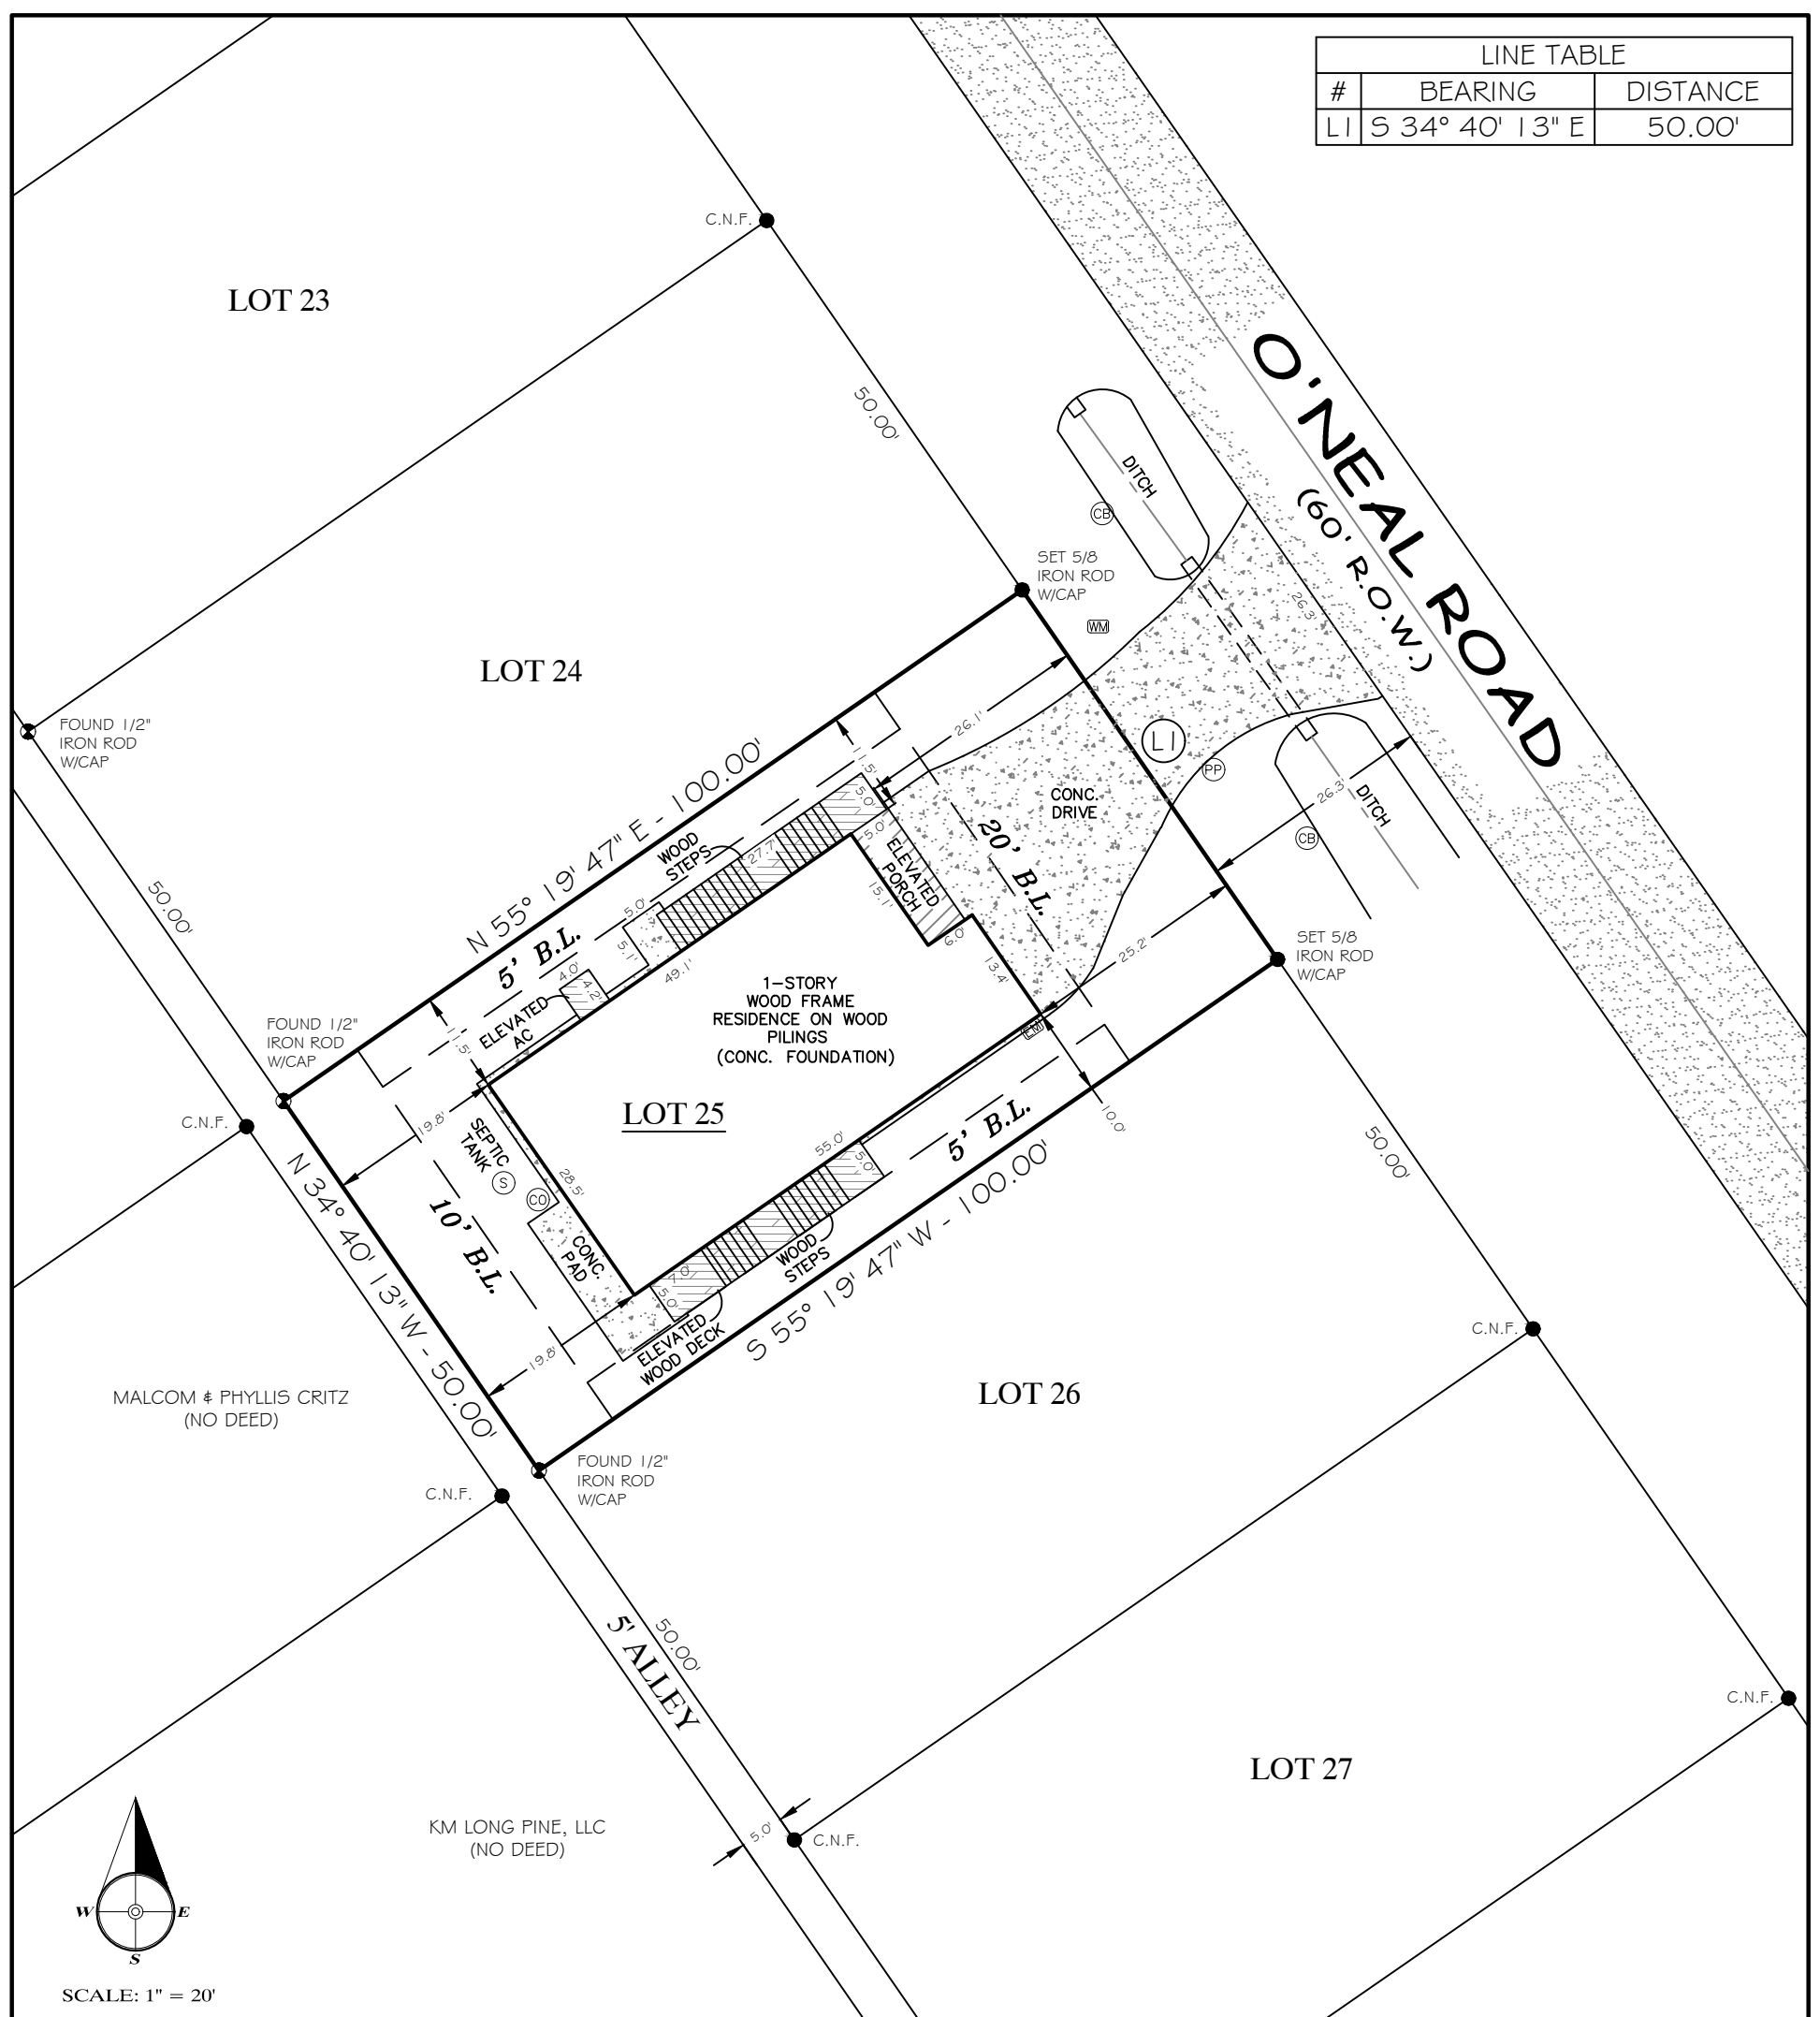 LINE TABLE
# BEARING DISTANCE
L1 S 34° 40' 13" E 50.00'
C.N.F.
LOT 23
50.00'
O'NEAL ROAD
(60' R.O.W.)
DITCH
CB
SET 5/8
IRON ROD
W/CAP
WM
26.3'
LOT 24
FOUND 1/2"
IRON ROD
W/CAP
26.1'
L1
PP
N 55° 19' 47" E - 100.00'
5.0'
CONC.
DRIVE
26.3'
DITCH
CB
WOOD
STEPS
27.7'
5.0'
ELEVATED
PORCH
20' B.L.
15.1'
50.00'
5.0'
5' B.L.
5.1'
49.1'
6.0'
13.4'
25.2'
SET 5/8
IRON ROD
W/CAP
4.0'
4.2'
ELEVATED
AC
1-STORY
WOOD FRAME
RESIDENCE ON WOOD
PILINGS
(CONC. FOUNDATION)
EM
FOUND 1/2"
IRON ROD
W/CAP
C.N.F.
19.8'
LOT 25
5' B.L.
10.0'
50.00'
SEPTIC
TANK
S
CO
28.5'
55.0'
5.0'
N 34° 40' 13" W - 50.00'
10' B.L.
CONC.
PAD
WOOD
STEPS
7.0'
5.0'
S 55° 19' 47" W - 100.00'
ELEVATED
WOOD DECK
19.8'
C.N.F.
LOT 26
MALCOM & PHYLLIS CRITZ
(NO DEED)
FOUND 1/2"
IRON ROD
W/CAP
C.N.F.
5' ALLEY
50.00'
C.N.F.
LOT 27
KM LONG PINE, LLC
(NO DEED)
5.0'
C.N.F.
W E
S
SCALE: 1" = 20'